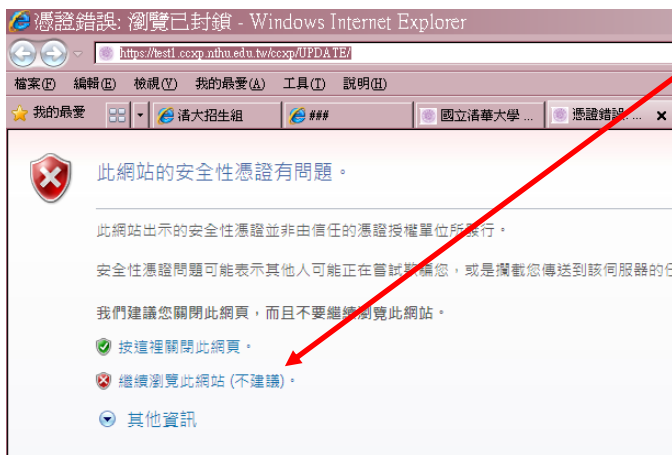 憑證錯誤: 瀏覽已封鎖 - Windows Internet Explorer
https://test1.ccxp.nthu.edu.tw/ccxp/UPDATE/
檔案(F) 編輯(E) 檢視(V) 我的最愛(A) 工具(T) 說明(H)
我的最愛 清大招生組 ### 國立清華大學 ... 憑證錯誤: ...
此網站的安全性憑證有問題。
此網站出示的安全性憑證並非由信任的憑證授權單位所發行。
安全性憑證問題可能表示其他人可能正在嘗試欺騙您，或是攔截您傳送到該伺服器的任
我們建議您關閉此網頁，而且不要繼續瀏覽此網站。
按這裡關閉此網頁。
繼續瀏覽此網站 (不建議)。
其他資訊